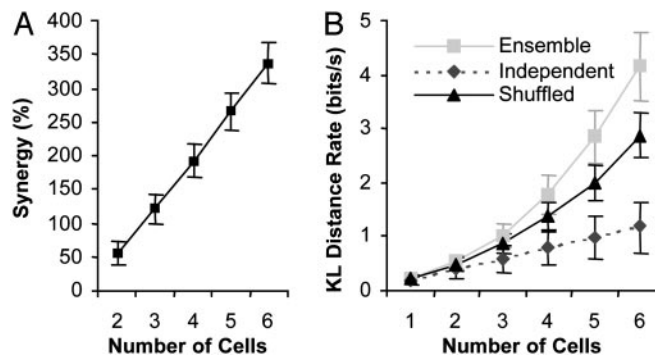 A
Synergy (%)
400
350
300
250
200
150
100
50
0
2 3 4 5 6
Number of Cells
B
KL Distance Rate (bits/s)
5
4
3
2
1
0
Ensemble
Independent
Shuffled
1 2 3 4 5 6
Number of Cells